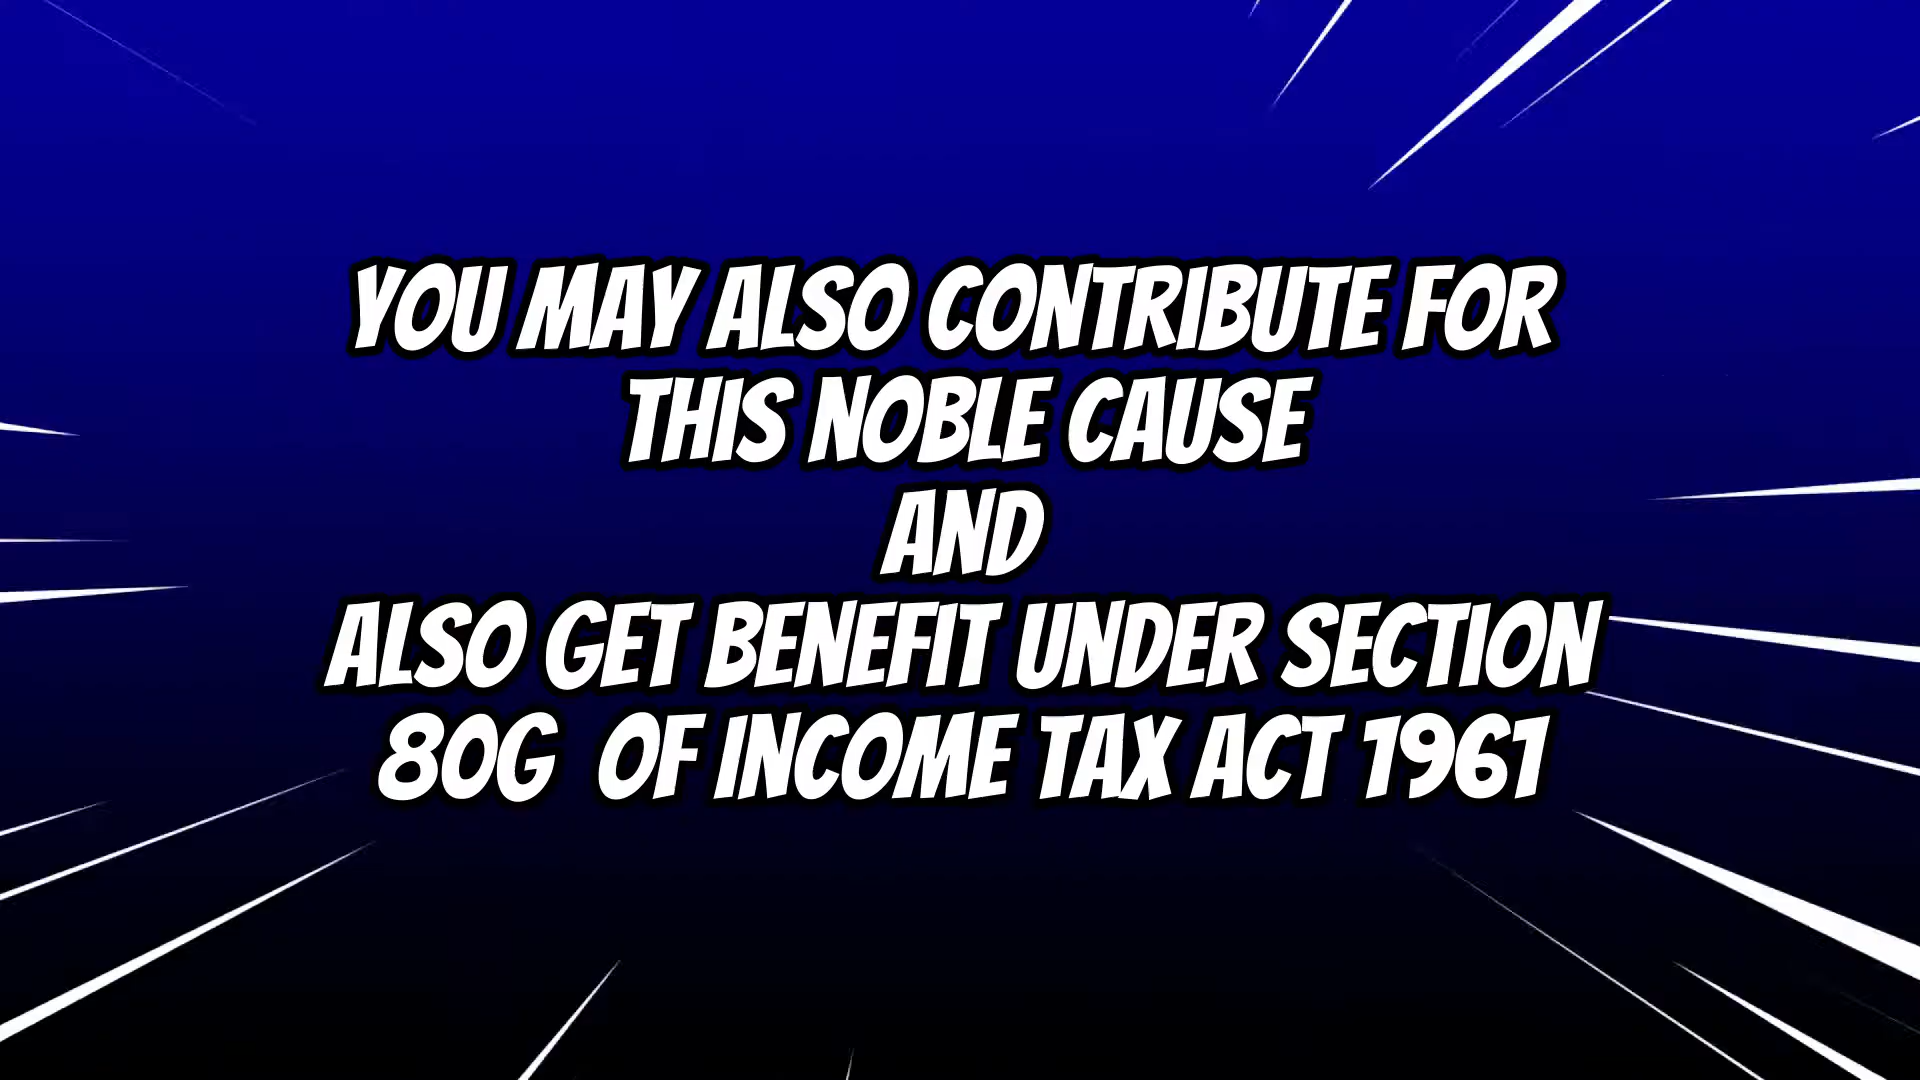 YOU MAY ALSO CONTRIBUTE FOR
THIS NOBLE CAUSE
AND
ALSO GET BENEFIT UNDER SECTION
80G OF INCOME TAX ACT 1961